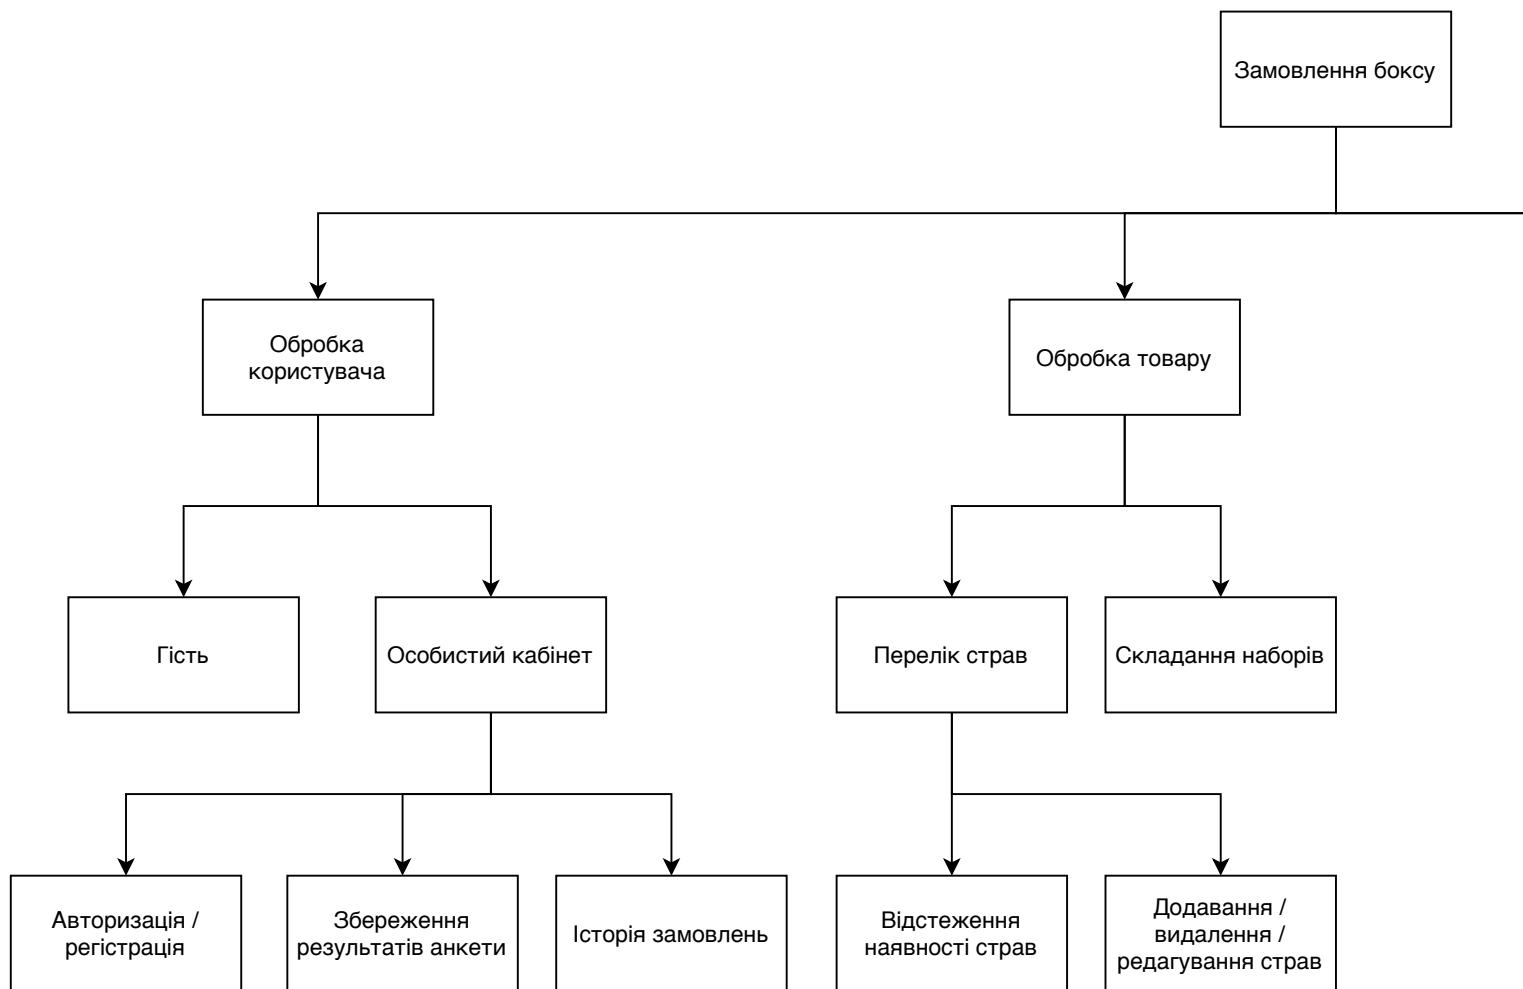 Замовлення боксу
Обробка
користувача
Обробка товару
Гість
Особистий кабінет
Перелік страв
Складання наборів
Авторизація /
регістрація
Збереження
результатів анкети
Історія замовлень
Відстеження
наявності страв
Додавання /
видалення /
редагування страв